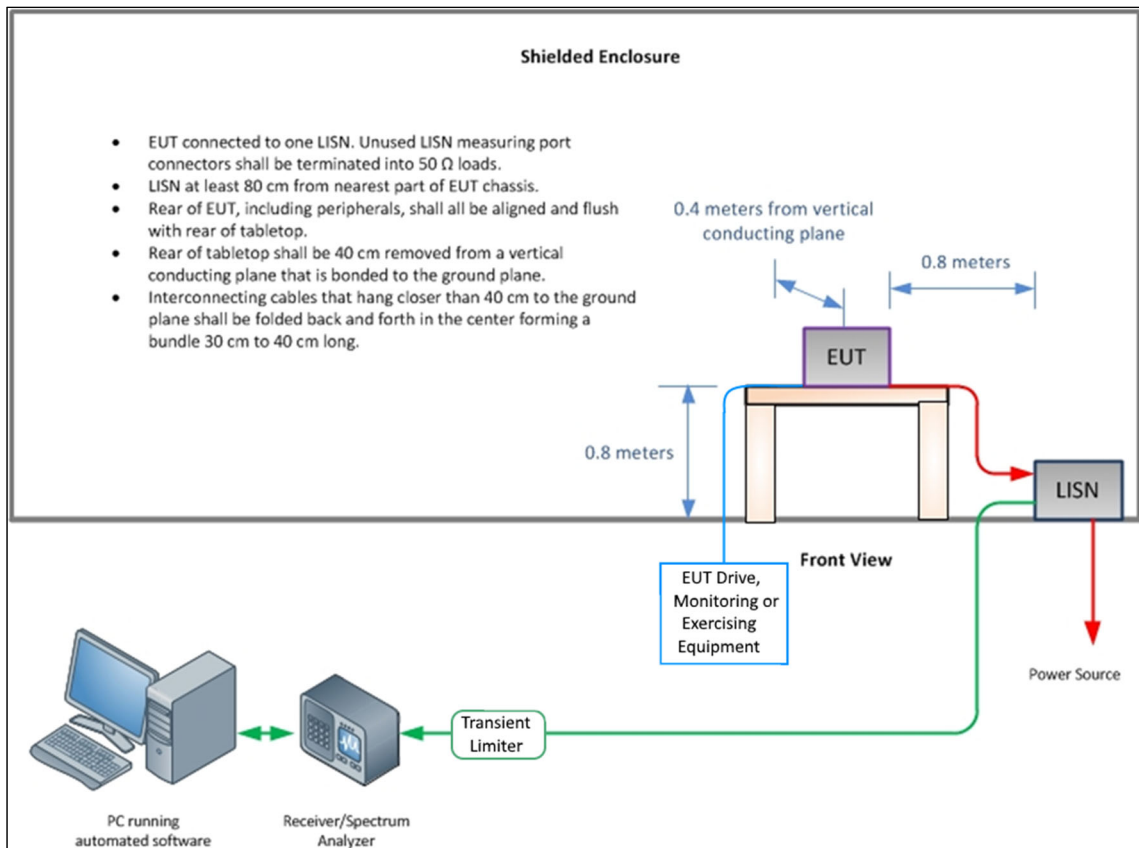 Shielded Enclosure
• EUT connected to one LISN. Unused LISN measuring port
connectors shall be terminated into 50 Ω loads.
• LISN at least 80 cm from nearest part of EUT chassis.
• Rear of EUT, including peripherals, shall all be aligned and flush
with rear of tabletop.
• Rear of tabletop shall be 40 cm removed from a vertical
conducting plane that is bonded to the ground plane.
• Interconnecting cables that hang closer than 40 cm to the ground
plane shall be folded back and forth in the center forming a
bundle 30 cm to 40 cm long.
0.4 meters from vertical
conducting plane
0.8 meters
EUT
0.8 meters
LISN
Front View
EUT Drive,
Monitoring or
Exercising
Equipment
Power Source
Transient
Limiter
PC running
automated software
Receiver/Spectrum
Analyzer